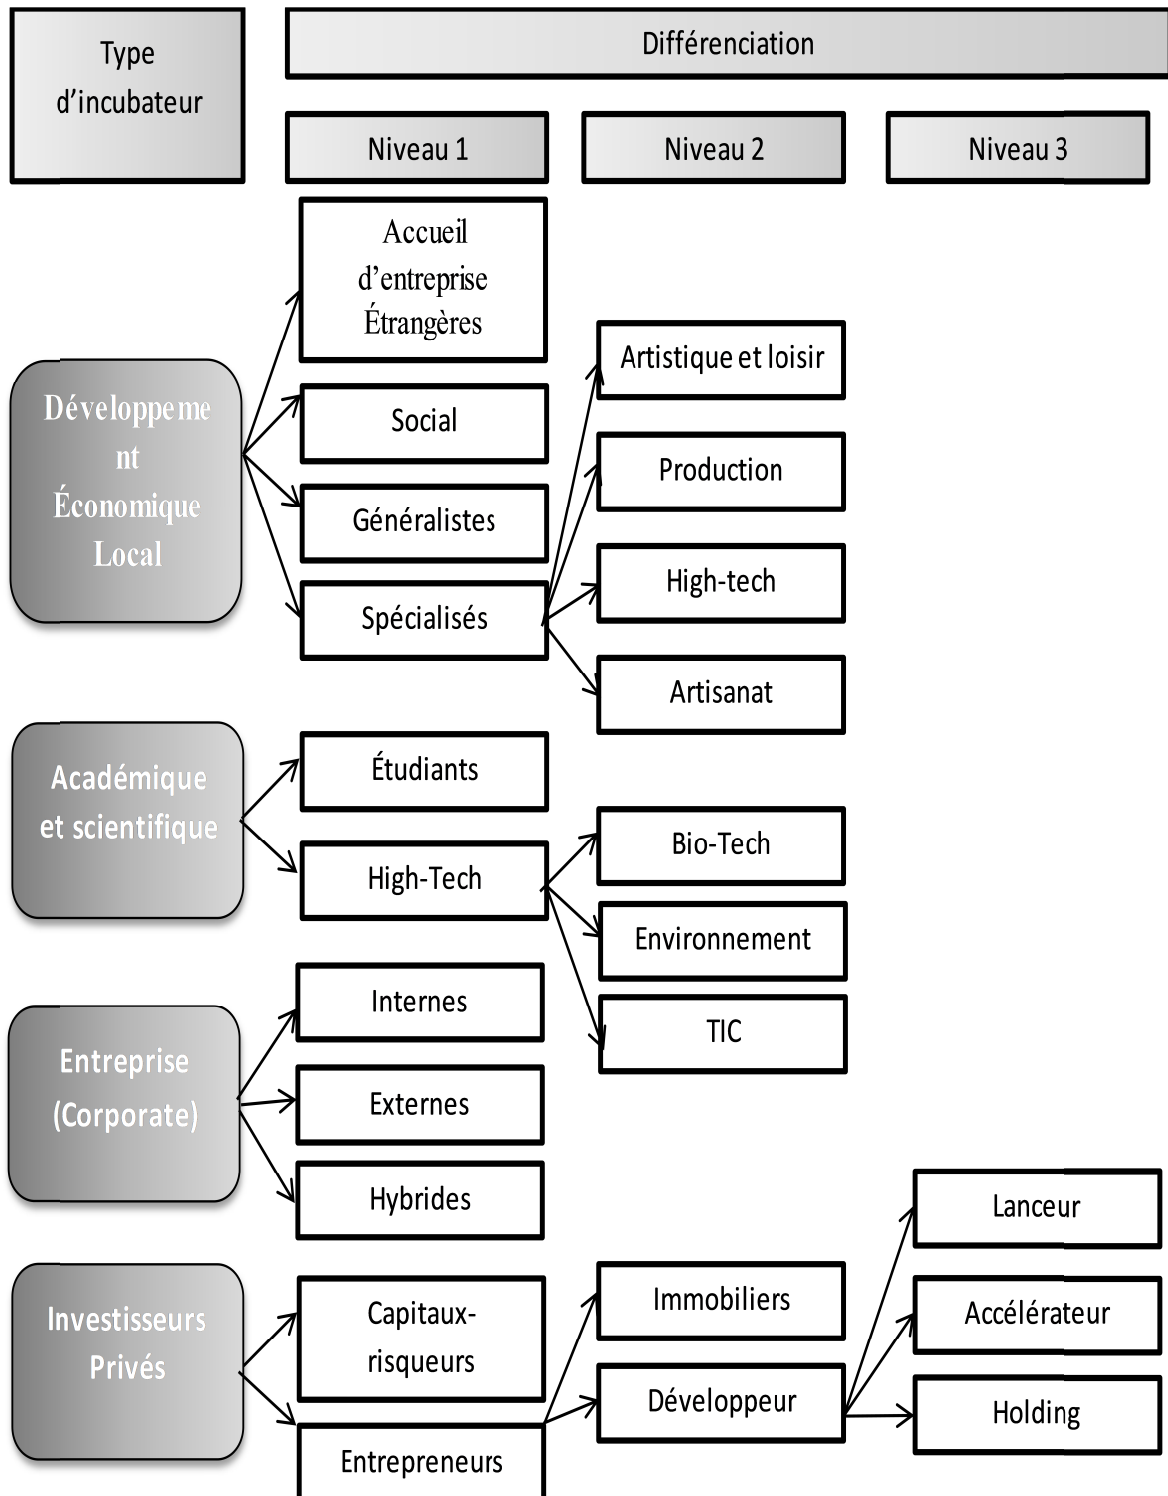 Type
d'incubateur
Différenciation
Niveau 1
Niveau 2
Niveau 3
Accueil
d'entreprise
Étrangères
Développeme
nt
Économique
Local
Social
Généralistes
Spécialisés
Artistique et loisir
Production
High-tech
Artisanat
Académique
et scientifique
Étudiants
High-Tech
Bio-Tech
Environnement
TIC
Entreprise
(Corporate)
Internes
Externes
Hybrides
Investisseurs
Privés
Capitaux-
risqueurs
Entrepreneurs
Immobiliers
Développeur
Lanceur
Accélérateur
Holding